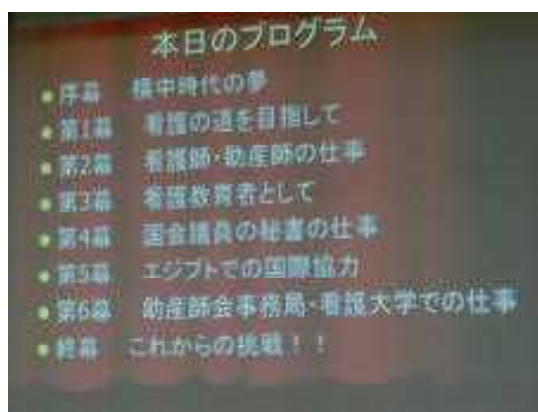 本日のプログラム
序幕 横中時代の夢
第1幕 看護の道を目指して
第2幕 看護師・助産師の仕事
第3幕 看護教育者として
第4幕 国会議員の秘書の仕事
第5幕 エジプトでの国際協力
第6幕 助産師会事務局・看護大学での仕事
終幕 これからの挑戦!!